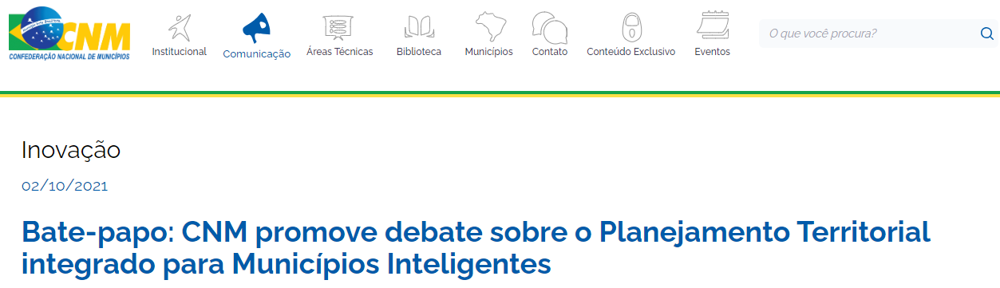 CNM
CONFEDERAÇÃO NACIONAL DE MUNICÍPIOS
Institucional
Comunicação
Áreas Técnicas
Biblioteca
Municípios
Contato
Conteúdo Exclusivo
Eventos
O que você procura?
Inovação
02/10/2021
Bate-papo: CNM promove debate sobre o Planejamento Territorial
integrado para Municípios Inteligentes